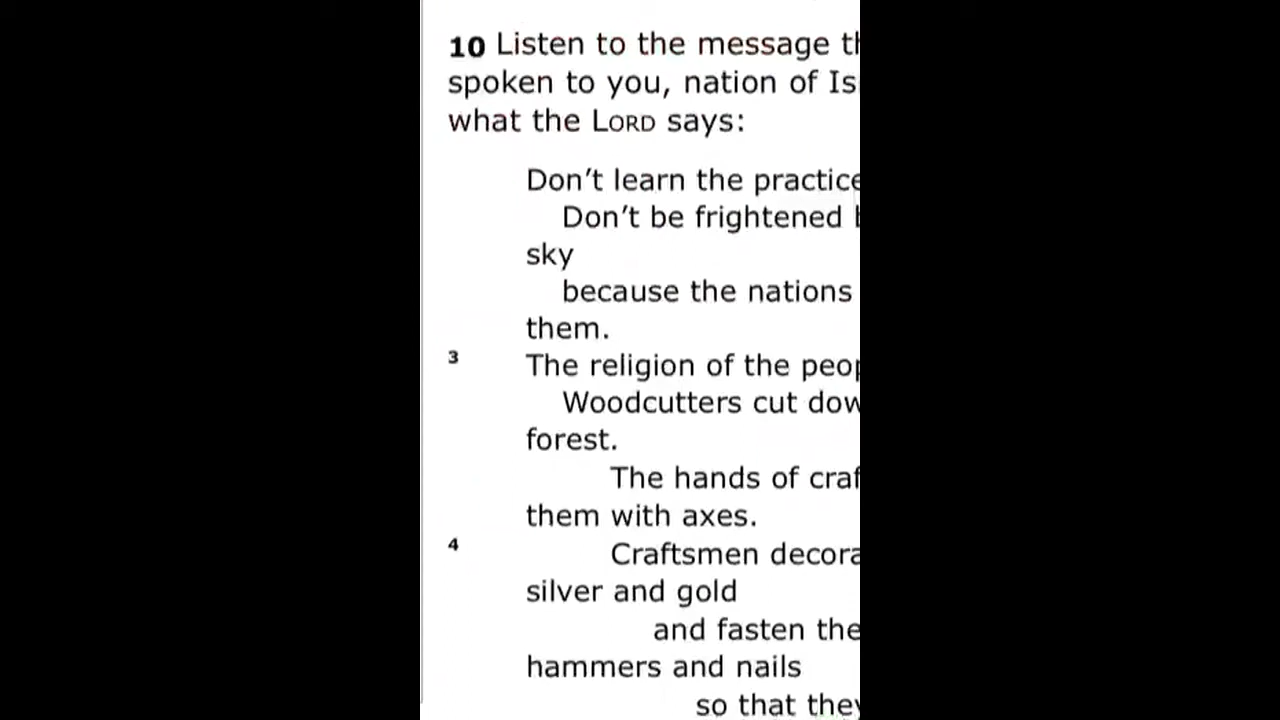 10 Listen to the message
spoken to you, nation of
what the LORD says:
Don’t learn the
Don’t be frightened
sky
because the nations
them.
3 The religion of the
Woodcutters cut
forest.
The hands of
them with axes.
4 Craftsmen
silver and gold
and fasten
hammers and nails
so that